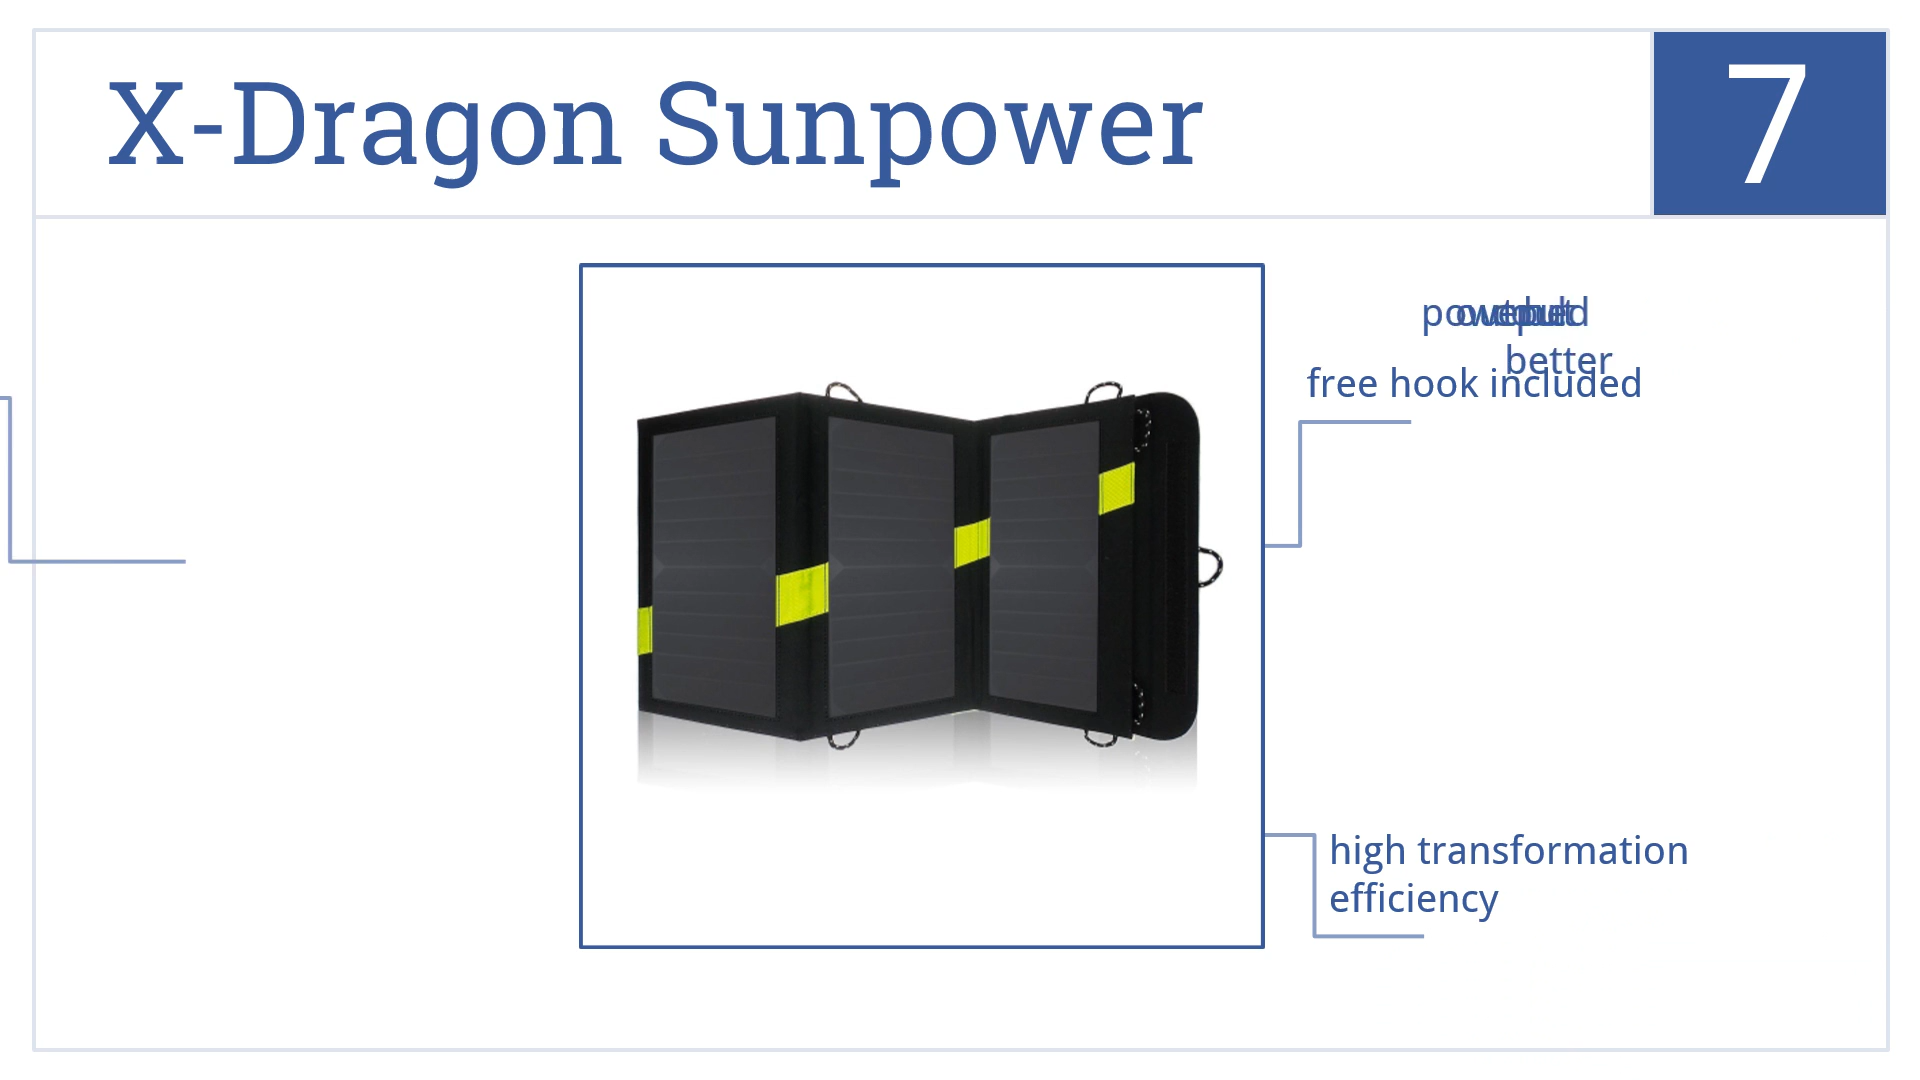 X-Dragon Sunpower
7
better
free hook included
high transformation
efficiency